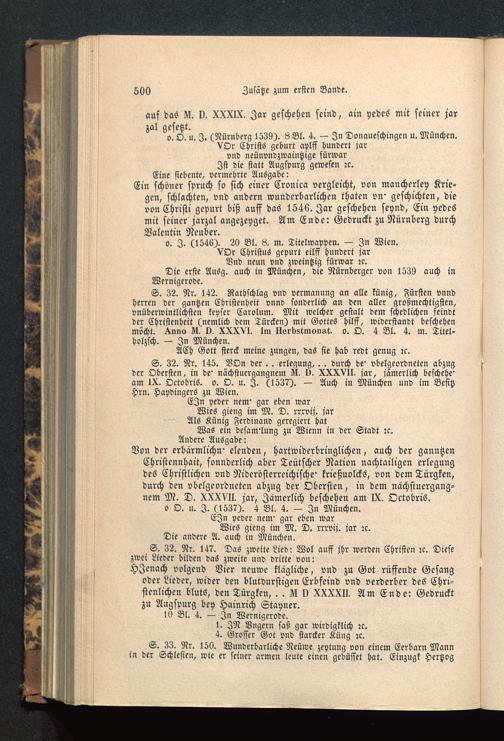 500 Zusätze zum ersten Bande.
auf das M. D. XXXIX. Jar geschehen seind, ain yedes mit seiner jar
zal gesetzt.
o. O. u. J. (Nürnberg 1539). 8 Bl. 4. — In Donaueschingen u. München.
VOr Christs geburt aylff hundert jar
vnd neünvndzwaintzig fürwar
Ist die statt Augspurg gewesen ꝛc.
Eine siebente, vermehrte Ausgabe:
Ein schöner spruch so sich einer Cronica vergleicht, von mancherley Krie-
gen, schlachten, vnd andern wunderbarlichen thaten vn' geschichten, die
von Christi gepurt biß auff das 1546. Jar geschehen seynd, Ein yedes
mit seiner jarzal angezeyget. Am Ende: Gedruckt zu Nürnberg durch
Valentin Neuber.
o. J. (1546). 20 Bl. 8. m. Titelwappen. — In Wien.
VOr Christus gepurt eilff hundert jar
Vnd neun vnd zweintzig fürwar ꝛc.
Die erste Ausg. auch in München, die Nürnberger von 1539 auch in
Wernigerode.
S. 32. Nr. 142. Rathschlag vnd vermanung an alle künig, Fürsten vnnd
herren der gantzen Christenheit vnnd sonderlich an den aller großmechtigsten,
vnüberwintlichsten keyser Carolum. Mit welcher gestalt dem schedlichen feindt
der Christenheit (nemlich dem Türcken) mit Gottes hilff, widerstandt beschehen
möcht. Anno M. D. XXXVI. Im Herbstmonat. o. O. 4 Bl. 4. m. Titel-
holzsch. — In München.
ACh Gott sterck meine zungen, das sie hab redt genug ꝛc.
S. 32. Nr. 145. VOn der . . erlegung, . . durch de' vbelgeordneten abzug
der Obersten, in de' nächstuergangnem M. D. XXXVII. jar, jämerlich beschehe'
am IX. Octobris. o. O. u. J. (1537). — Auch in München und im Besitz
Hrn. Haydingers zu Wien.
EIn yeder nem' gar eben war
Wies gieng im M. D. xxxvij. jar
Als Künig Ferdinand geregiert hat
Was ein besam'lung zu Wienn in der Stadt ꝛc.
Andere Ausgabe:
Von der erbärmlichn' elenden, hartwiderbringlichen, auch der ganntzen
Christennhait, sonnderlich aber Teütscher Nation nachtailigen erlegung
des Christlichen vnd Niderösterreichische' kriefzuolcks, von dem Türgken,
durch den vbelgeordneten abzug der Obersten, in dem nächstuergang-
nem M. D. XXXVII. jar, Jämerlich beschehen am IX. Octobris.
o O. u. J. (1537). 4 Bl. 4. — In München.
EJn yeder nem' gar eben war
Wies gieng im M. D. xxxvij. jar ꝛc.
Die andere A. auch in München.
S. 32. Nr. 147. Das zweite Lied: Wol auff jhr werden Christen ꝛc. Diese
zwei Lieder bilden das zweite und dritte von:
HJenach volgend Vier neuwe klägliche, vnd zu Got rüffende Gesang
oder Lieder, wider den blutdurstigen Erbfeind vnd verderber des Chri-
stenlichen bluts, den Türgken, . . M D XXXXII. Am Ende: Gedruckt
zu Augspurg bey Hainrich Stayner.
10 Bl. 4. — In Wernigerode.
1. JN Vngern saß gar wirdigklich ꝛc.
4. Grosser Got vnd starcker Küng ꝛc.
S. 33. Nr. 150. Wunderbarliche Neüwe zeytung von einem Eerbarn Mann
in der Schlesien, wie er seiner armen leute einen gebüsset hat. Einzugk Hertzog